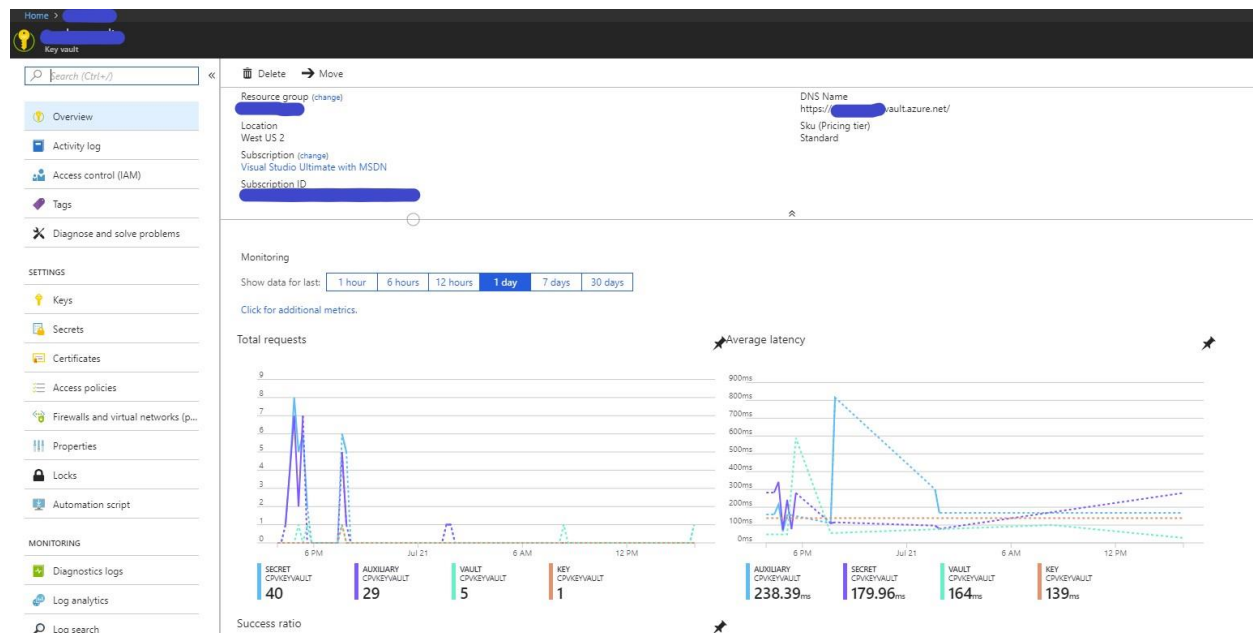 Home >
Key vault
Search (Ctrl+/)
«
Overview
Activity log
Access control (IAM)
Tags
Diagnose and solve problems
SETTINGS
Keys
Secrets
Certificates
Access policies
Firewalls and virtual networks (p...
Properties
Locks
Automation script
MONITORING
Diagnostics logs
Log analytics
Log search
Delete Move
Resource group (change)
Location
West US 2
Subscription (change)
Visual Studio Ultimate with MSDN
Subscription ID
DNS Name
https:// vault.azure.net/
Sku (Pricing tier)
Standard
Monitoring
Show data for last: 1 hour 6 hours 12 hours 1 day 7 days 30 days
Click for additional metrics.
Total requests
9
8
7
6
5
4
3
2
1
0
6 PM Jul 21 6 AM 12 PM
SECRET
CPVKEYVAULT
40
AUXILIARY
CPVKEYVAULT
29
VAULT
CPVKEYVAULT
5
KEY
CPVKEYVAULT
1
Average latency
900ms
800ms
700ms
600ms
500ms
400ms
300ms
200ms
100ms
0ms
6 PM Jul 21 6 AM 12 PM
AUXILIARY
CPVKEYVAULT
238.39ms
SECRET
CPVKEYVAULT
179.96ms
VAULT
CPVKEYVAULT
164ms
KEY
CPVKEYVAULT
139ms
Success ratio